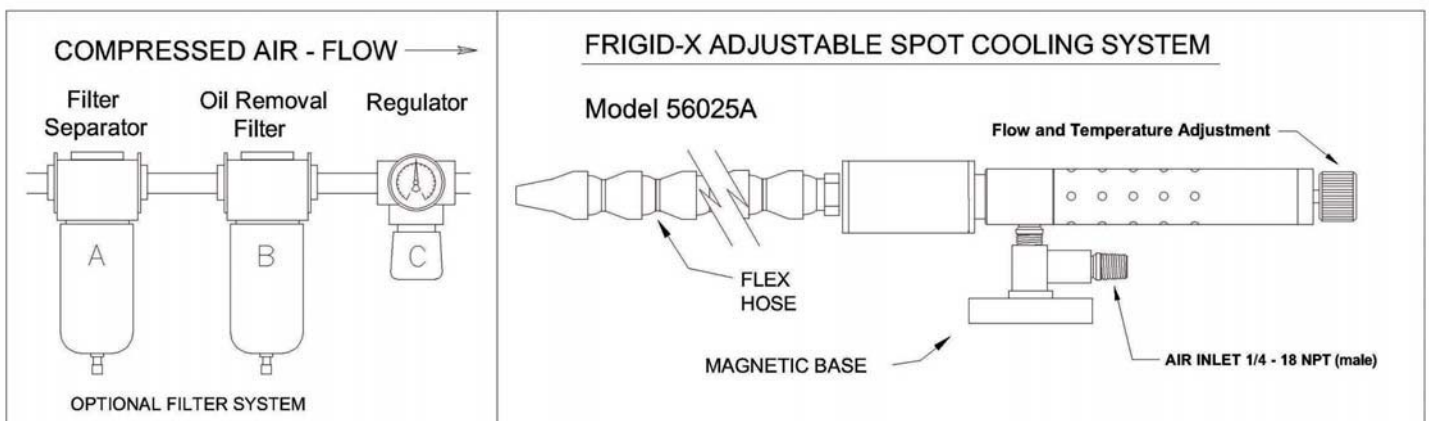 COMPRESSED AIR - FLOW
Filter
Separator
Oil Removal
Filter
Regulator
A
B
C
OPTIONAL FILTER SYSTEM
FRIGID-X ADJUSTABLE SPOT COOLING SYSTEM
Model 56025A
Flow and Temperature Adjustment
FLEX
HOSE
MAGNETIC BASE
AIR INLET 1/4 - 18 NPT (male)